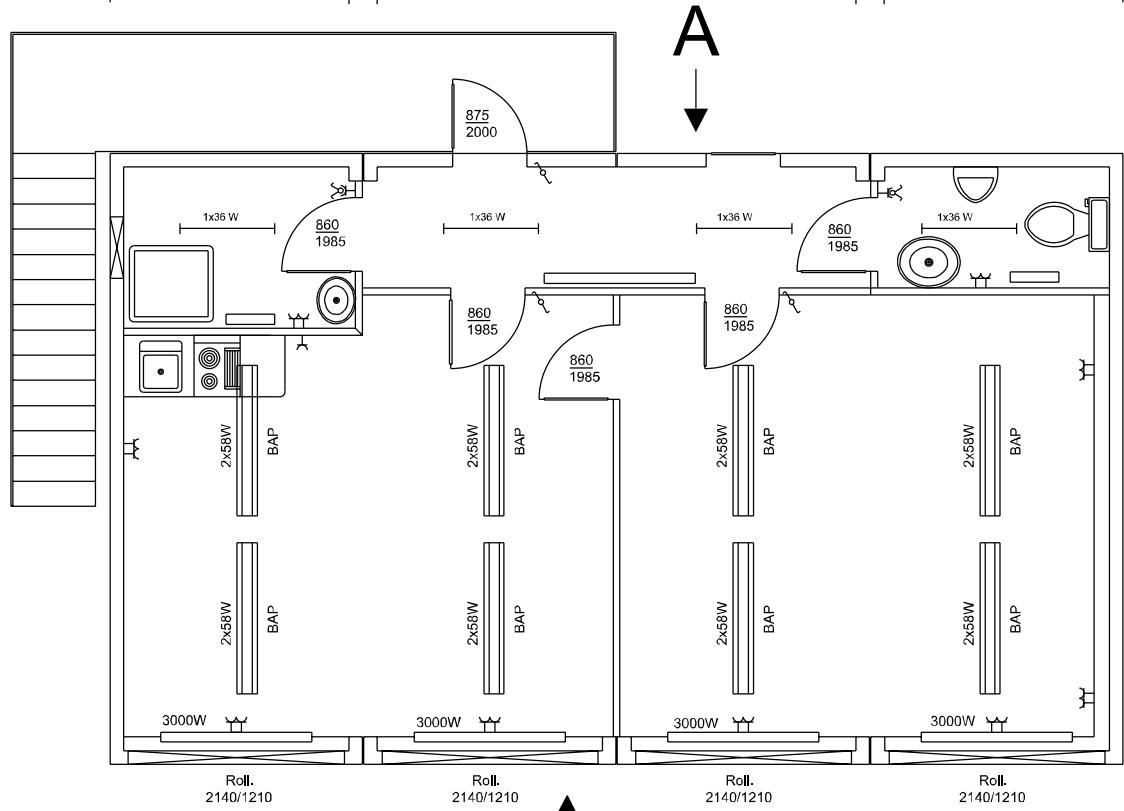 A
875
2000
1x36 W
1x36 W
1x36 W
1x36 W
860
1985
860
1985
860
1985
860
1985
860
1985
2x58W
BAP
2x58W
BAP
2x58W
BAP
2x58W
BAP
2x58W
BAP
2x58W
BAP
2x58W
BAP
2x58W
BAP
3000W
3000W
3000W
3000W
Roll.
2140/1210
Roll.
2140/1210
Roll.
2140/1210
Roll.
2140/1210